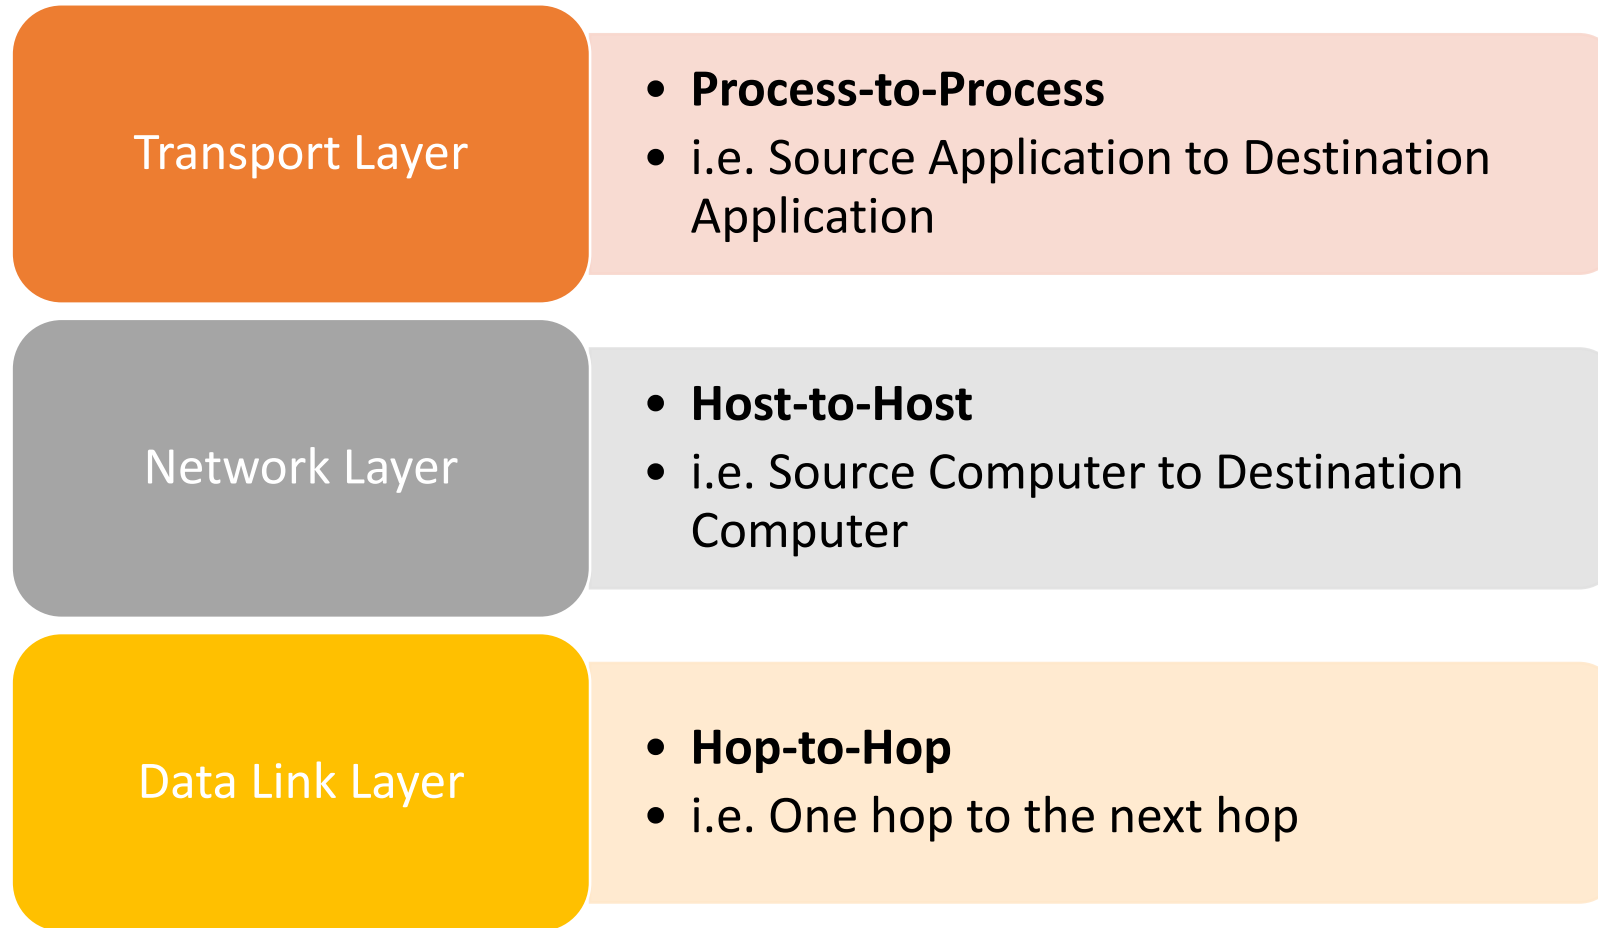 Transport Layer
• Process-to-Process
• i.e. Source Application to Destination
Application
Network Layer
• Host-to-Host
• i.e. Source Computer to Destination
Computer
Data Link Layer
• Hop-to-Hop
• i.e. One hop to the next hop